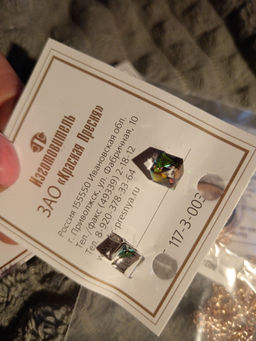 Изготовитель
ЗАО «Красная Пресня»
Россия 155550 Ивановская обл.
г. Приволжск, ул. Фабричная, 10
Тел. /факс (49339) 2-18-12
Тел. 8-920-378-33-64
presnya.ru
117-3-003